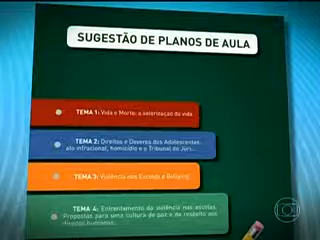 SUGESTÃO DE PLANOS DE AULA
TEMA 1: Vida e Morte: a valorização da vida
TEMA 2: Direitos e Deveres dos Adolescentes:
ato infracional, homicídio e o Tribunal do Júri.
TEMA 3: Violência nas Escolas e Bullying.
TEMA 4: Enfrentamento da violência nas escolas.
Propostas para uma cultura de paz e de respeito aos
direitos humanos.